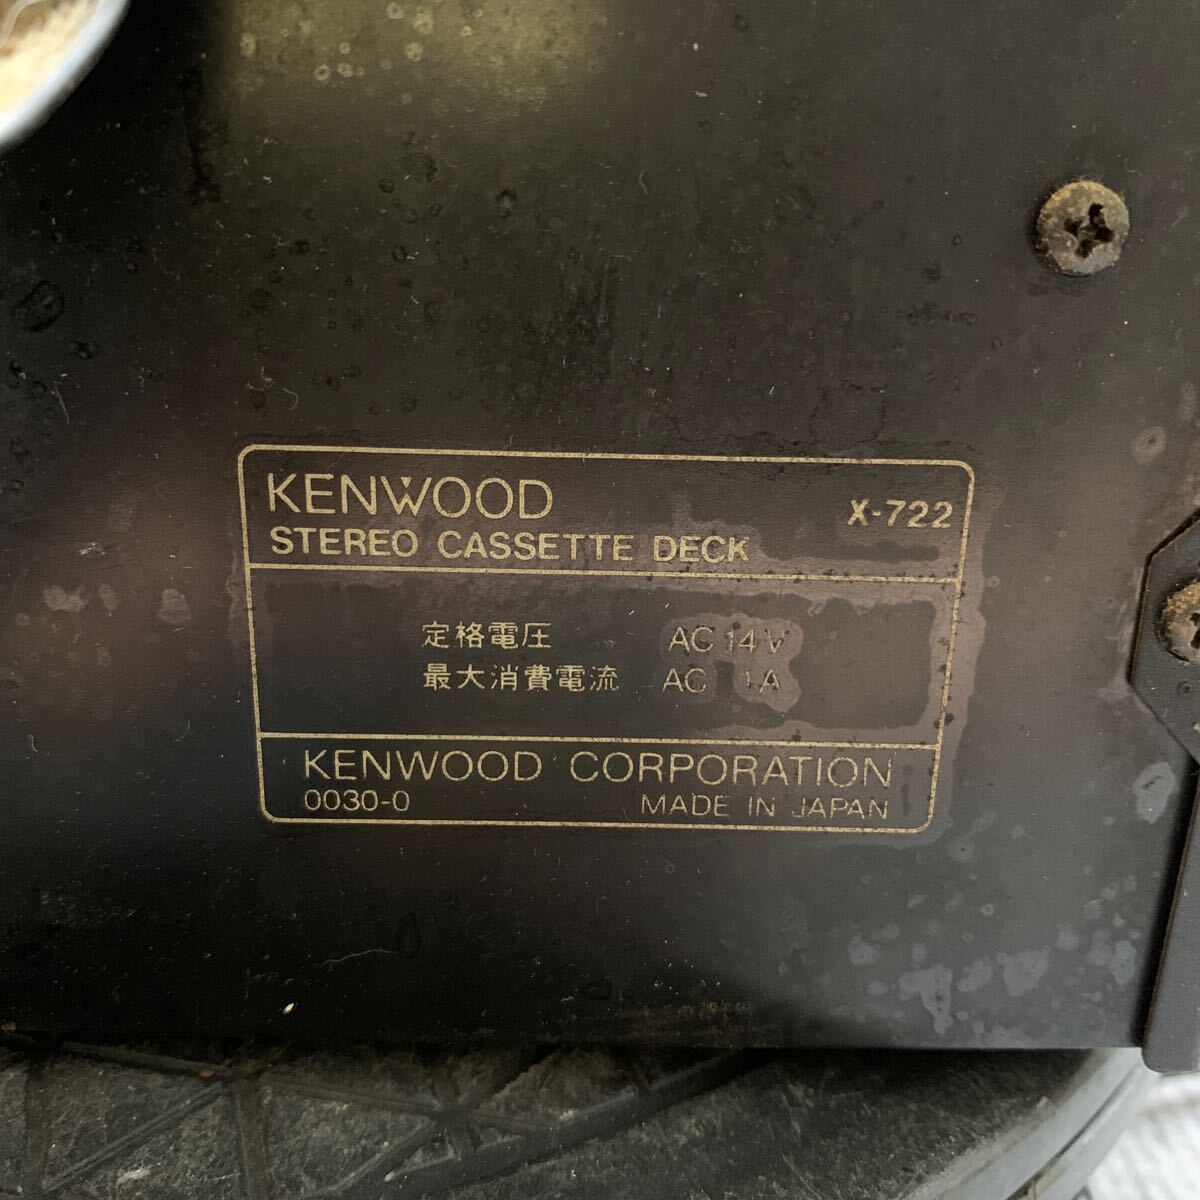 KENWOOD X-722
STEREO CASSETTE DECK
定格電圧 AC 14 V
最大消費電流 AC 1A
KENWOOD CORPORATION
0030-0 MADE IN JAPAN